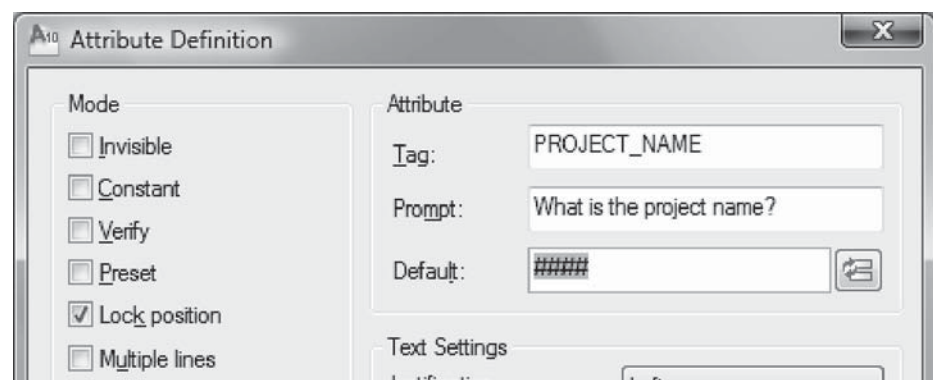 A10 Attribute Definition
Mode
Invisible
Constant
Verify
Preset
Lock position
Multiple lines
Attribute
Tag: PROJECT_NAME
Prompt: What is the project name?
Default: ####
Text Settings